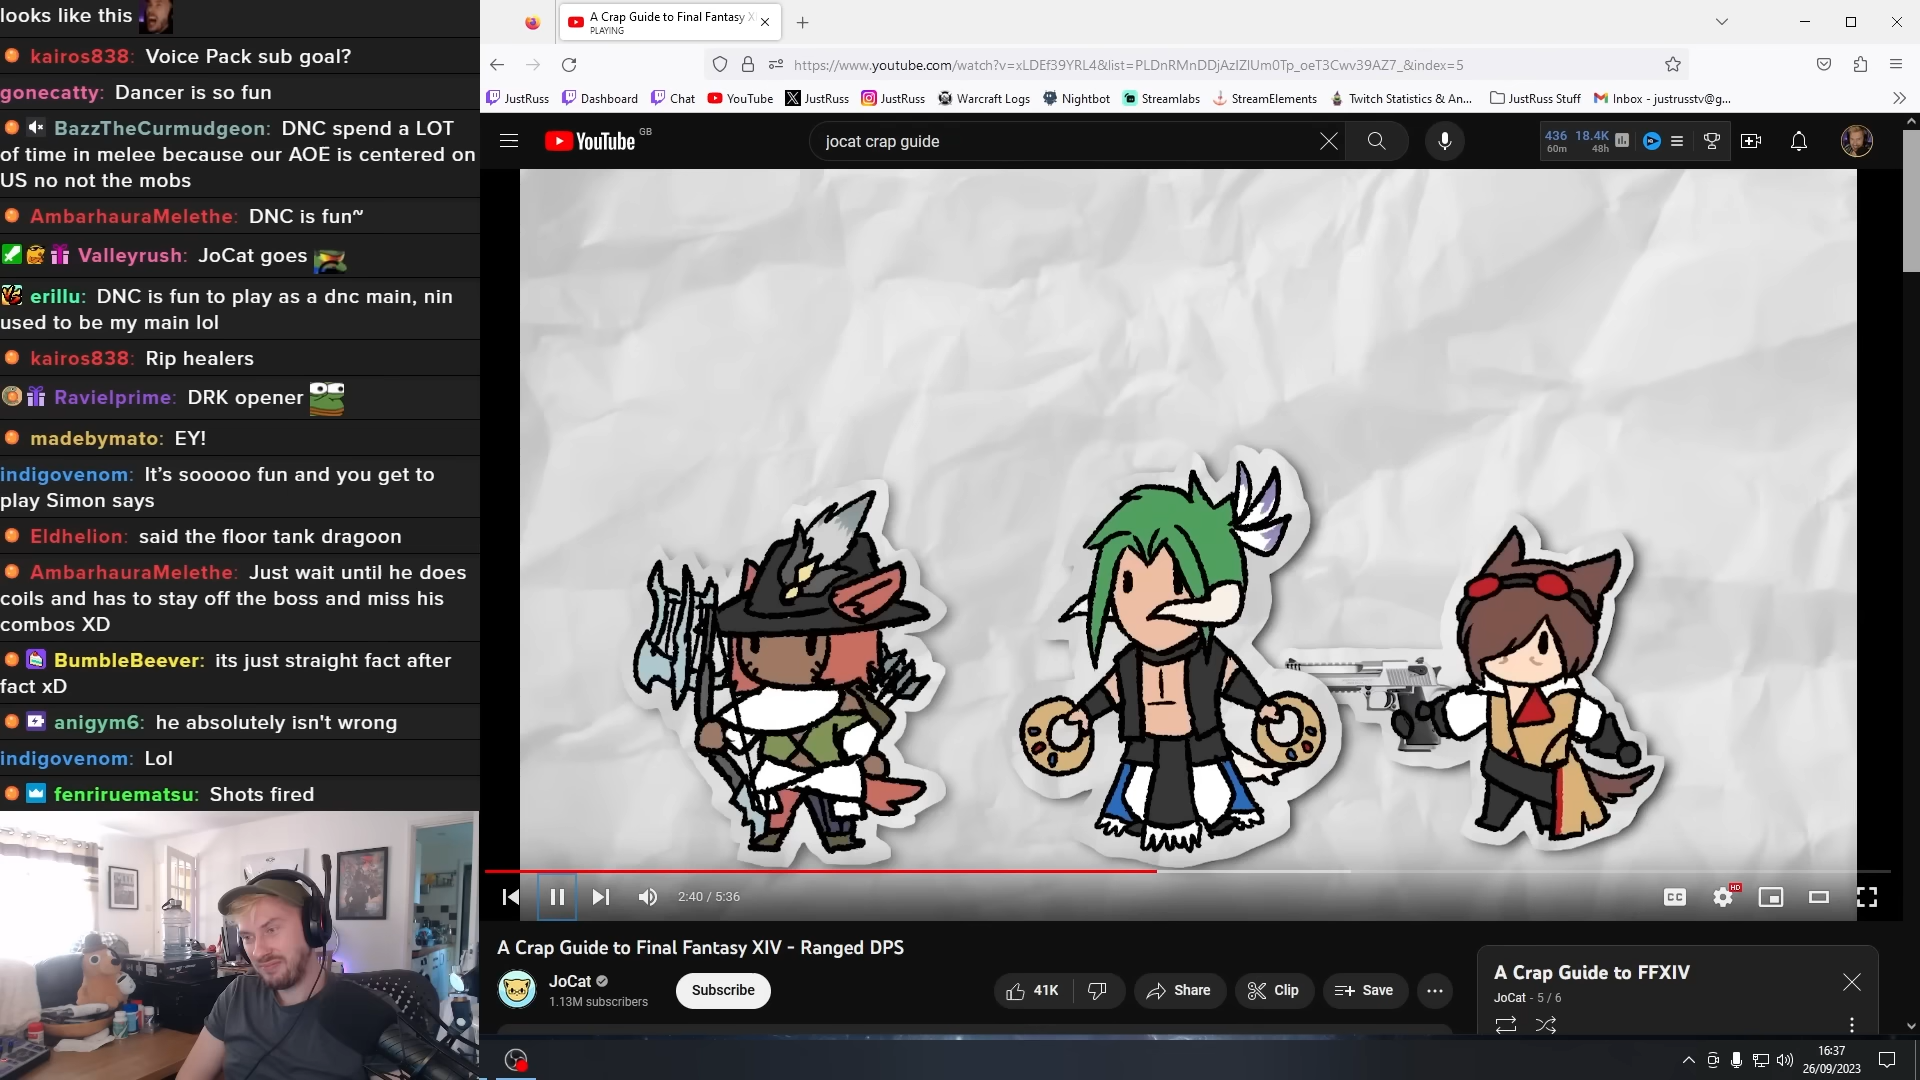 looks like this
kairos838: Voice Pack sub goal?
gonecatty: Dancer is so fun
BazzTheCurmudgeon: DNC spend a LOT
of time in melee because our AOE is centered on
US no not the mobs
AmbarhauraMelethe: DNC is fun~
Valleyrush: JoCat goes
erillu: DNC is fun to play as a dnc main, nin
used to be my main lol
kairos838: Rip healers
Ravielprime: DRK opener
madebymato: EY!
indigovenom: It’s sooooo fun and you get to
play Simon says
Eldhelion: said the floor tank dragoon
AmbarhauraMelethe: Just wait until he does
coils and has to stay off the boss and miss his
combos XD
BumbleBeever: its just straight fact after
fact xD
anigym6: he absolutely isn't wrong
indigovenom: Lol
fenriruematsu: Shots fired
A Crap Guide to Final Fantasy X
PLAYING
https://www.youtube.com/watch?v=xLDEf39YRL4&list=PLDnRMnDDjAzIZlUm0Tp_oeT3Cwv39AZ7_&index=5
JustRuss Dashboard Chat YouTube JustRuss JustRuss Warcraft Logs Nightbot Streamlabs StreamElements Twitch Statistics & An... JustRuss Stuff Inbox - justrusstv@g...
YouTube GB
jocat crap guide
436 18.4K
60m 48h
2:40 / 5:36
CC HD
A Crap Guide to Final Fantasy XIV - Ranged DPS
JoCat
1.13M subscribers
Subscribe
41K Share Clip Save
A Crap Guide to FFXIV
JoCat - 5 / 6
16:37
26/09/2023